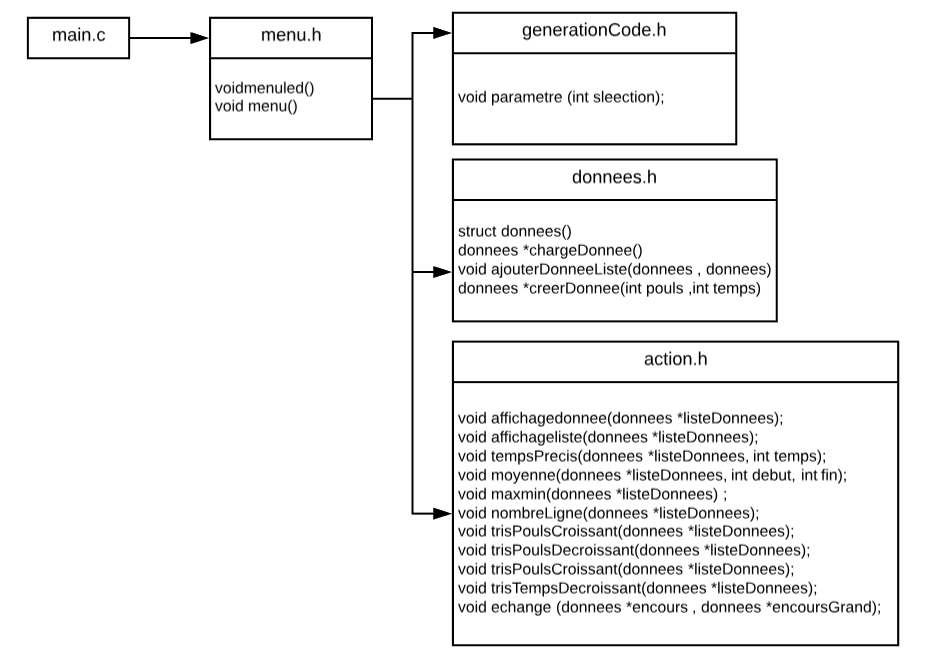 main.c
menu.h
voidmenuled()
void menu()
generationCode.h
void parametre (int sleection);
donnees.h
struct donnees()
donnees *chargeDonnee()
void ajouterDonneeListe(donnees , donnees)
donnees *creerDonnee(int pouls ,int temps)
action.h
void affichagedonnee(donnees *listeDonnees);
void affichageliste(donnees *listeDonnees);
void tempsPrecis(donnees *listeDonnees, int temps);
void moyenne(donnees *listeDonnees, int debut, int fin);
void maxmin(donnees *listeDonnees) ;
void nombreLigne(donnees *listeDonnees);
void trisPoulsCroissant(donnees *listeDonnees);
void trisPoulsDecroissant(donnees *listeDonnees);
void trisPoulsCroissant(donnees *listeDonnees);
void trisTempsDecroissant(donnees *listeDonnees);
void echange (donnees *encours , donnees *encoursGrand);